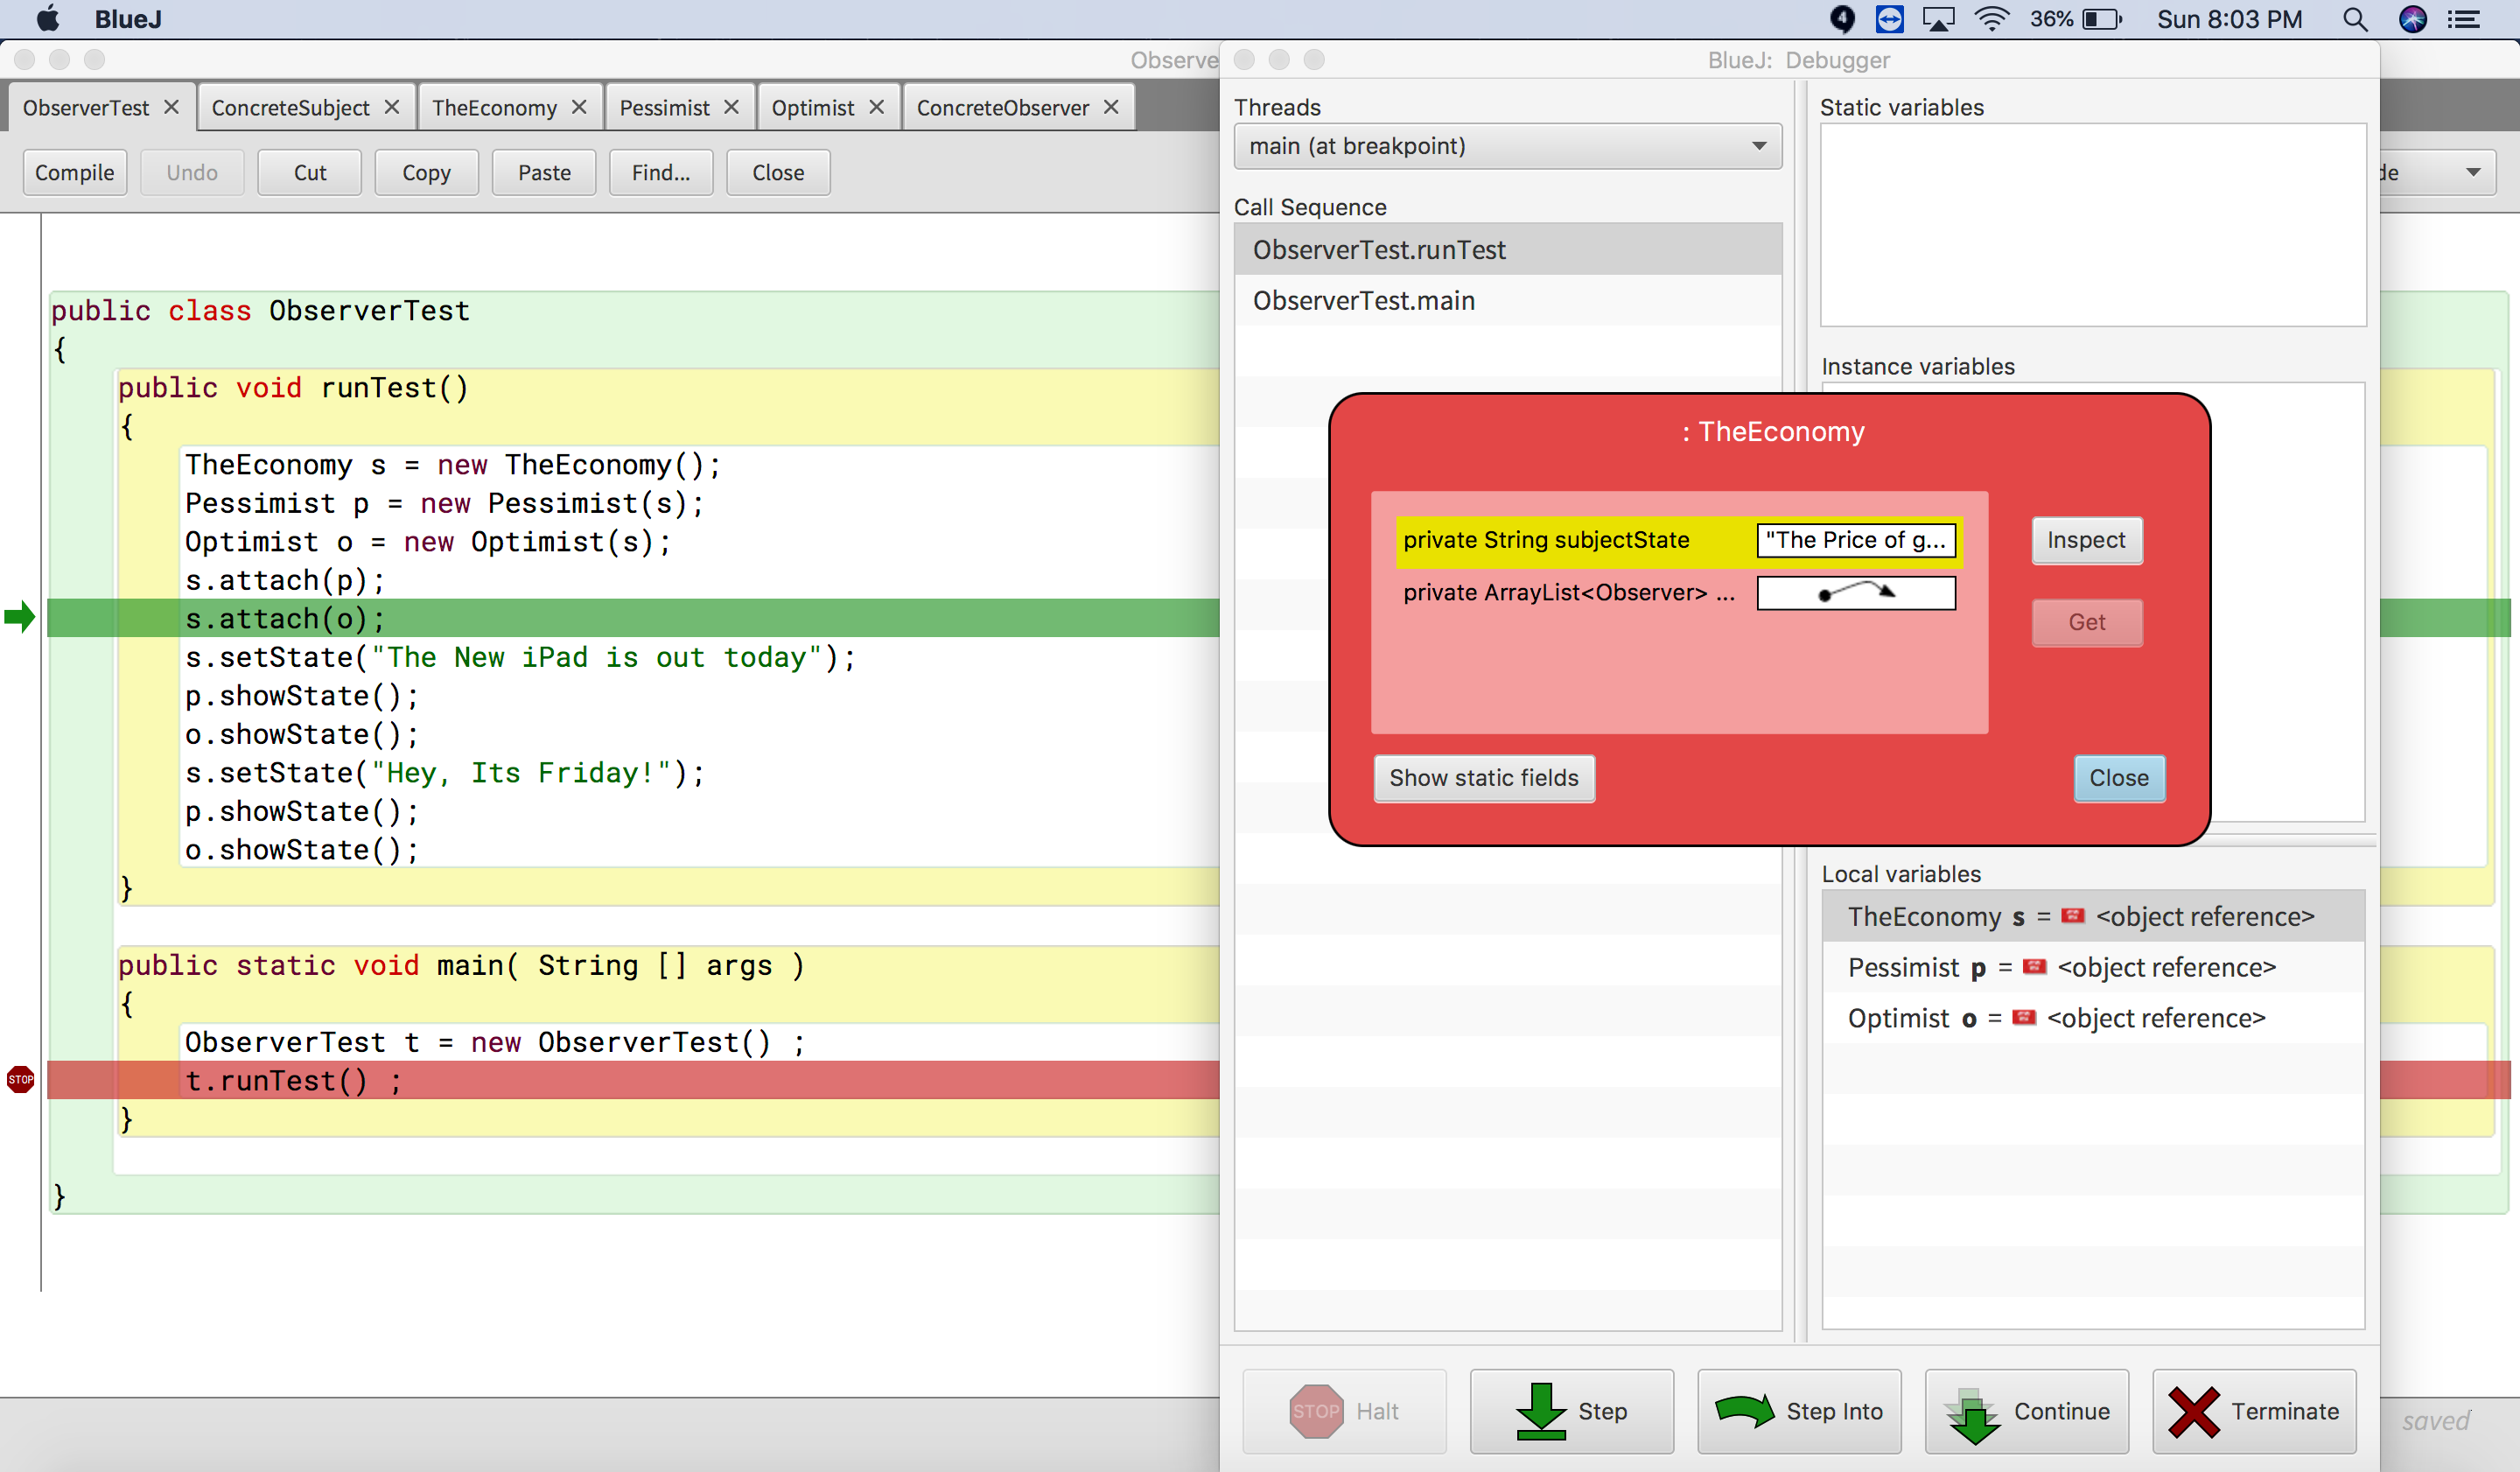 BlueJ
4
36%
Sun 8:03 PM
Observe
BlueJ: Debugger
ObserverTest
ConcreteSubject
TheEconomy
Pessimist
Optimist
ConcreteObserver
Compile
Undo
Cut
Copy
Paste
Find...
Close
de
public class ObserverTest
{
public void runTest()
{
TheEconomy s = new TheEconomy();
Pessimist p = new Pessimist(s);
Optimist o = new Optimist(s);
s.attach(p);
s.attach(o);
s.setState("The New iPad is out today");
p.showState();
o.showState();
s.setState("Hey, Its Friday!");
p.showState();
o.showState();
}
public static void main( String [] args )
{
ObserverTest t = new ObserverTest() ;
STOP
t.runTest() ;
}
}
Threads
main (at breakpoint)
Call Sequence
ObserverTest.runTest
ObserverTest.main
Static variables
Instance variables
: TheEconomy
private String subjectState
"The Price of g...
private ArrayList<Observer> ...
Inspect
Get
Show static fields
Close
Local variables
TheEconomy s = <object reference>
Pessimist p = <object reference>
Optimist o = <object reference>
STOP
Halt
Step
Step Into
Continue
Terminate
saved